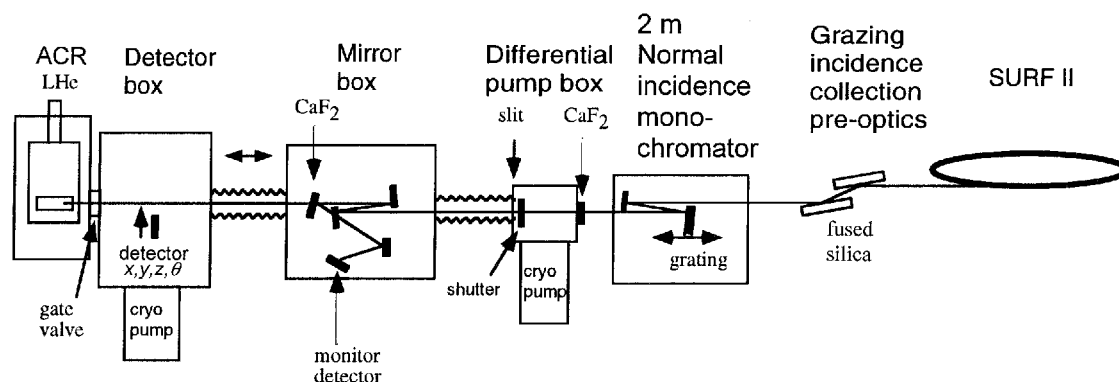 ACR
LHe
Detector
box
Mirror
box
CaF2
Differential
pump box
slit
CaF2
2 m
Normal
incidence
mono-
chromator
Grazing
incidence
collection
pre-optics
SURF II
detector
x,y,z,θ
gate
valve
cryo
pump
monitor
detector
shutter
cryo
pump
grating
fused
silica